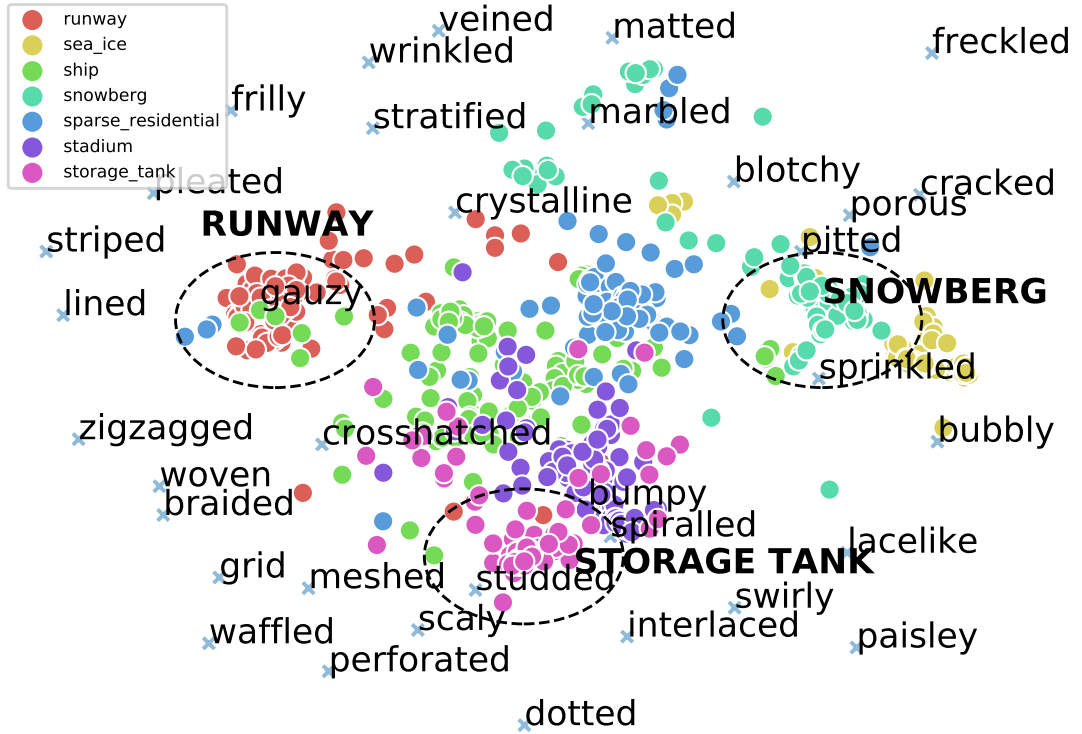 runway
sea_ice
ship
snowberg
sparse_residential
stadium
storage_tank
veined
matted
freckled
wrinkled
frilly
stratified
marbled
pleated
blotchy
cracked
crystalline
porous
RUNWAY
striped
pitted
gauzy
SNOWBERG
lined
sprinkled
zigzagged
crosshatched
bubbly
woven
braided
bumpy
spiralled
lacelike
STORAGE TANK
grid
meshed
studded
swirly
scaly
waffled
interlaced
paisley
perforated
dotted